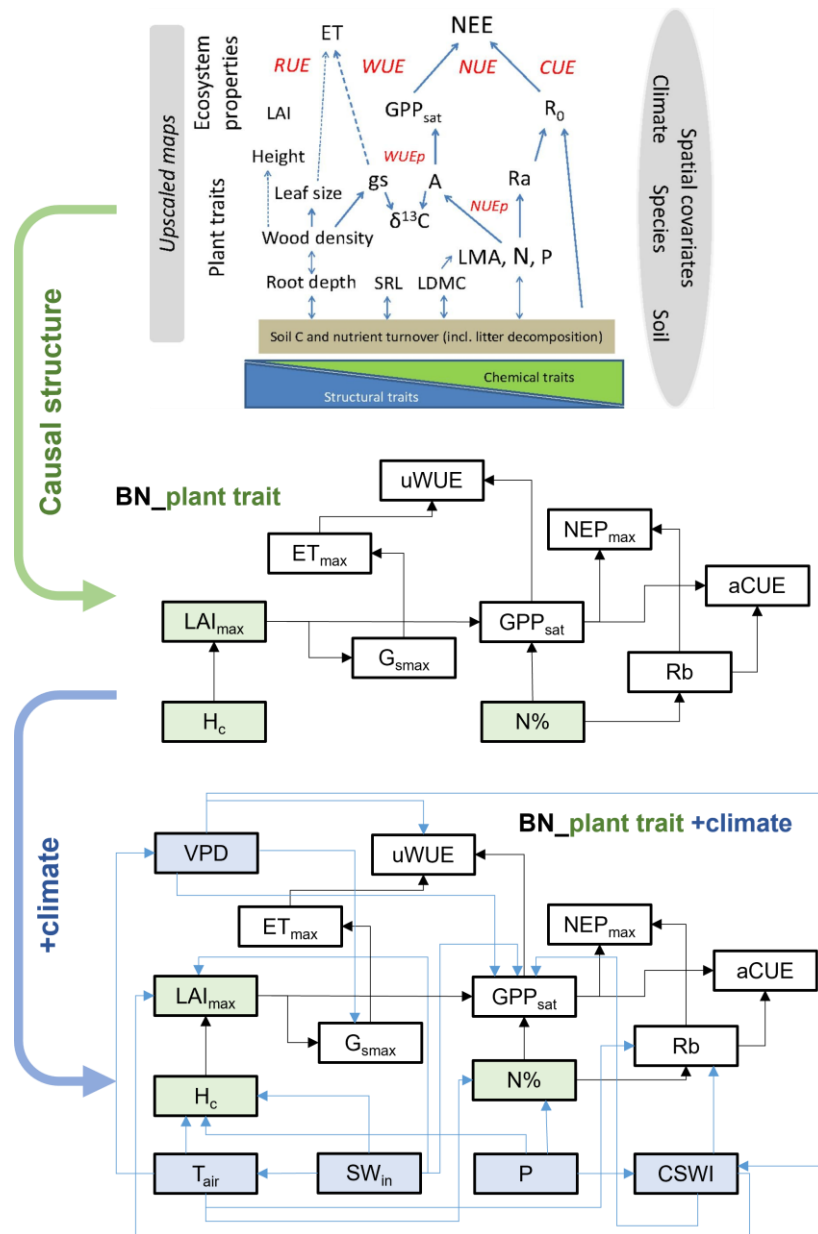 Upscaled maps
Ecosystem properties
Plant traits
ET
NEE
RUE
WUE
NUE
CUE
LAI
GPPsat
R0
Height
WUEp
Leaf size
gs
A
Ra
δ13C
NUEp
Wood density
LMA, N, P
Root depth
SRL
LDMC
Soil C and nutrient turnover (incl. litter decomposition)
Chemical traits
Structural traits
Climate
Species
Soil
Spatial covariates
Causal structure
BN_plant trait
uWUE
ETmax
NEPmax
aCUE
LAImax
GPPsat
Gsmax
Rb
Hc
N%
+climate
BN_plant trait +climate
VPD
uWUE
ETmax
NEPmax
aCUE
LAImax
GPPsat
Gsmax
Rb
Hc
N%
Tair
SWin
P
CSWI